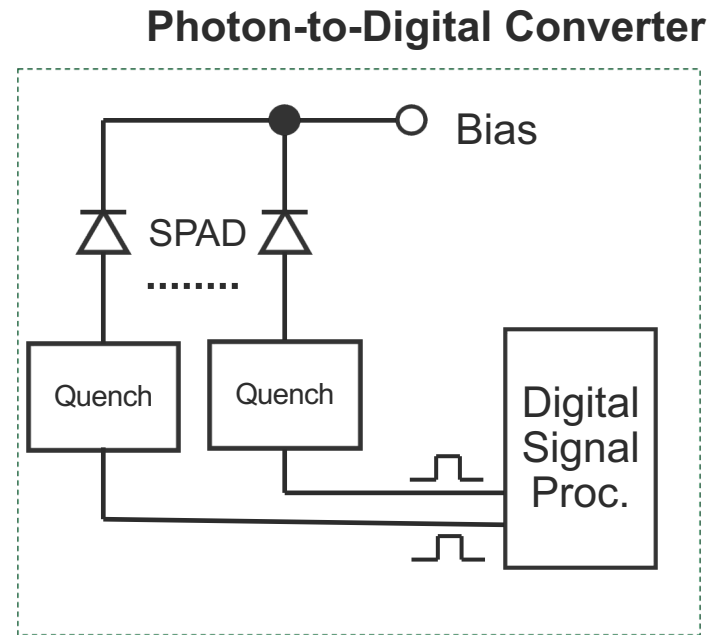 Photon-to-Digital Converter
Bias
SPAD
Quench
Quench
Digital
Signal
Proc.